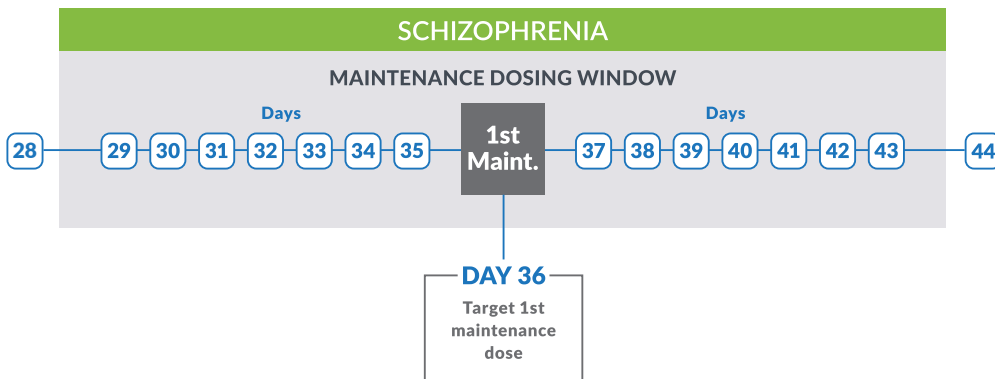 SCHIZOPHRENIA
MAINTENANCE DOSING WINDOW
Days Days
28 29 30 31 32 33 34 35 1st Maint. 37 38 39 40 41 42 43 44
DAY 36
Target 1st
maintenance
dose